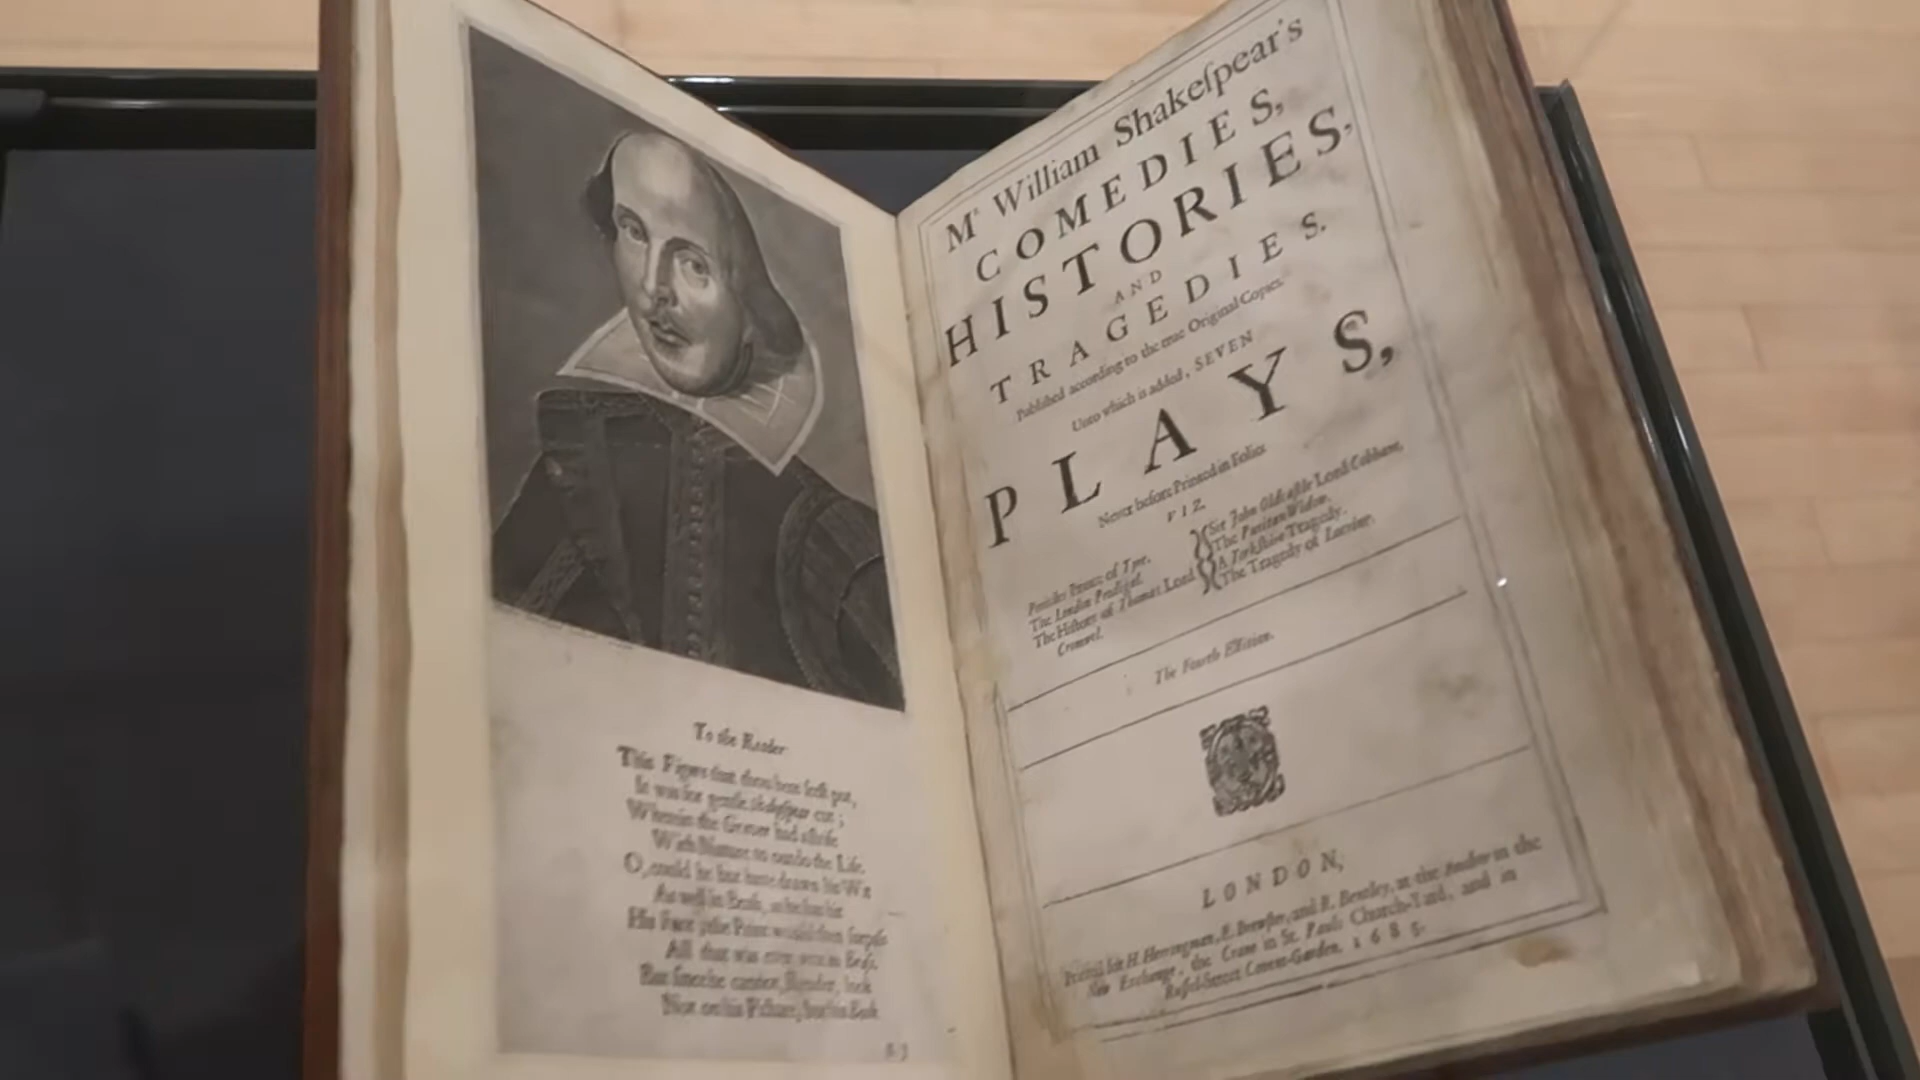 To the Reader
This Figure that thou here seest put,
It was for gentle Shakespear cut;
Wherein the Graver had a strife
With Nature to outdo the Life.
O, could he but have drawn his Wit
As well in Brass, as he has hit
His Face; the Print would then surpass
All that was ever in Brass.
But since he cannot, Reader, look
Not on his Picture, but his Book
Mr William Shakeſpear's
COMEDIES,
HISTORIES,
AND
TRAGEDIES.
Published according to the true Original Copies.
Unto which is added, SEVEN
PLAYS,
Never before Printed in Folio:
VIZ.
Pericles Prince of Tyre.
The London Prodigal.
The History of Thomas Lord
Cromwel.
Sir John Oldcaſtle Lord Cobham.
The Puritan Widow.
A Yorkſhire Tragedy.
The Tragedy of Locrine.
The Fourth Edition.
LONDON,
Printed for H. Herringman, E. Brewſter, and R. Bentley, at the Anchor in the
New Exchange, the Crane in St. Pauls Church-Yard, and in
Ruſſel-Street Covent-Garden. 1685.